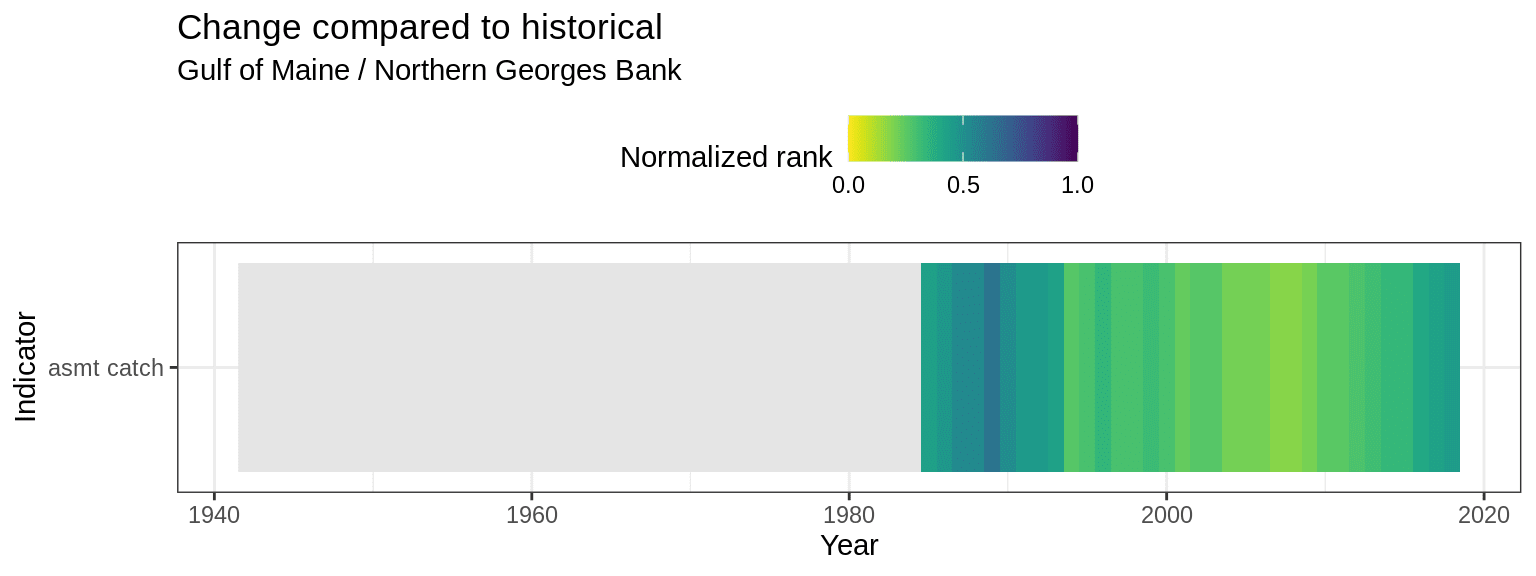 Change compared to historical
Gulf of Maine / Northern Georges Bank
Normalized rank
0.0 0.5 1.0
Indicator
asmt catch
1940 1960 1980 2000 2020
Year